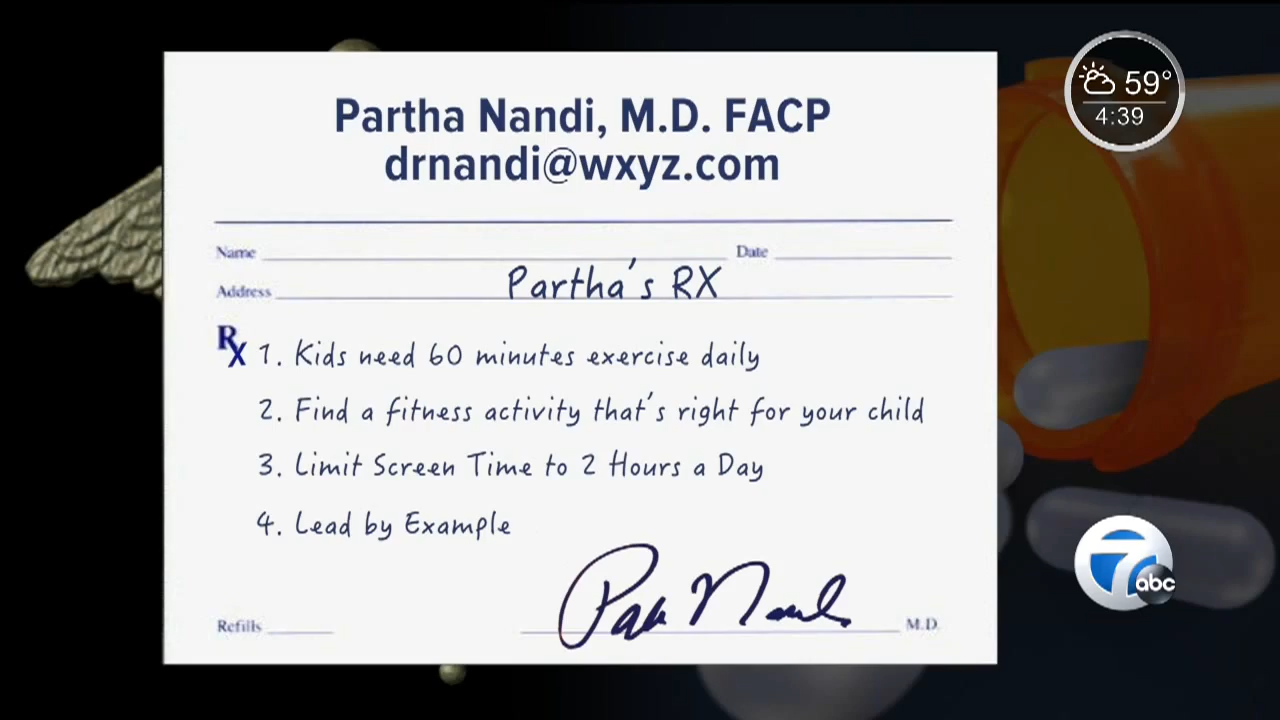 Partha Nandi, M.D. FACP
drnandi@wxyz.com
59°
4:39
Name Date
Partha's RX
Address
Rx 1. Kids need 60 minutes exercise daily
2. Find a fitness activity that's right for your child
3. Limit Screen Time to 2 Hours a Day
4. Lead by Example
7 abc
Refills M.D.